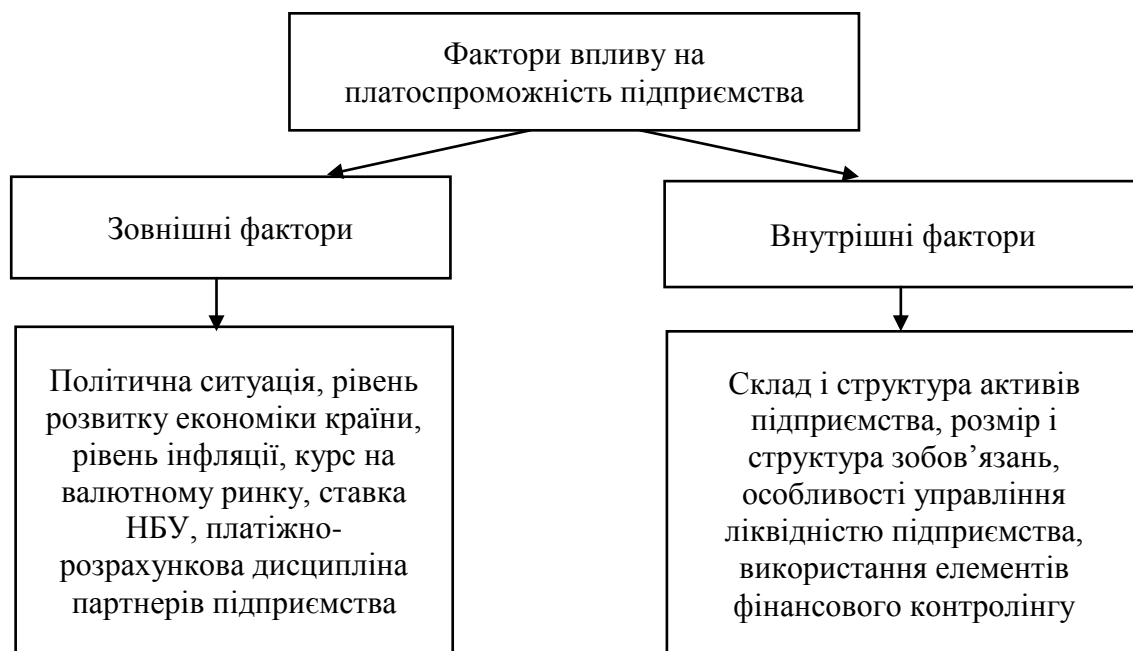 Фактори впливу на
платоспроможність підприємства
Зовнішні фактори
Внутрішні фактори
Політична ситуація, рівень
розвитку економіки країни,
рівень інфляції, курс на
валютному ринку, ставка
НБУ, платіжно-
розрахункова дисципліна
партнерів підприємства
Склад і структура активів
підприємства, розмір і
структура зобов’язань,
особливості управління
ліквідністю підприємства,
використання елементів
фінансового контролінгу